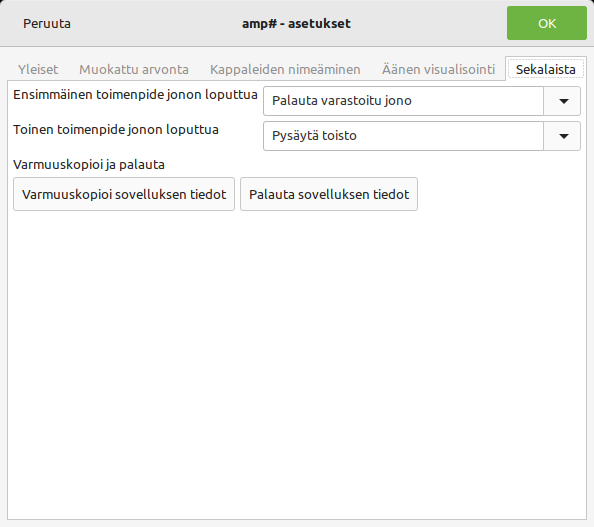 Peruuta amp# - asetukset OK
Yleiset Muokattu arvonta Kappaleiden nimeäminen Äänen visualisointi Sekalaista
Ensimmäinen toimenpide jonon loputtua Palauta varastoitu jono
Toinen toimenpide jonon loputtua Pysäytä toisto
Varmuuskopioi ja palauta
Varmuuskopioi sovelluksen tiedot Palauta sovelluksen tiedot